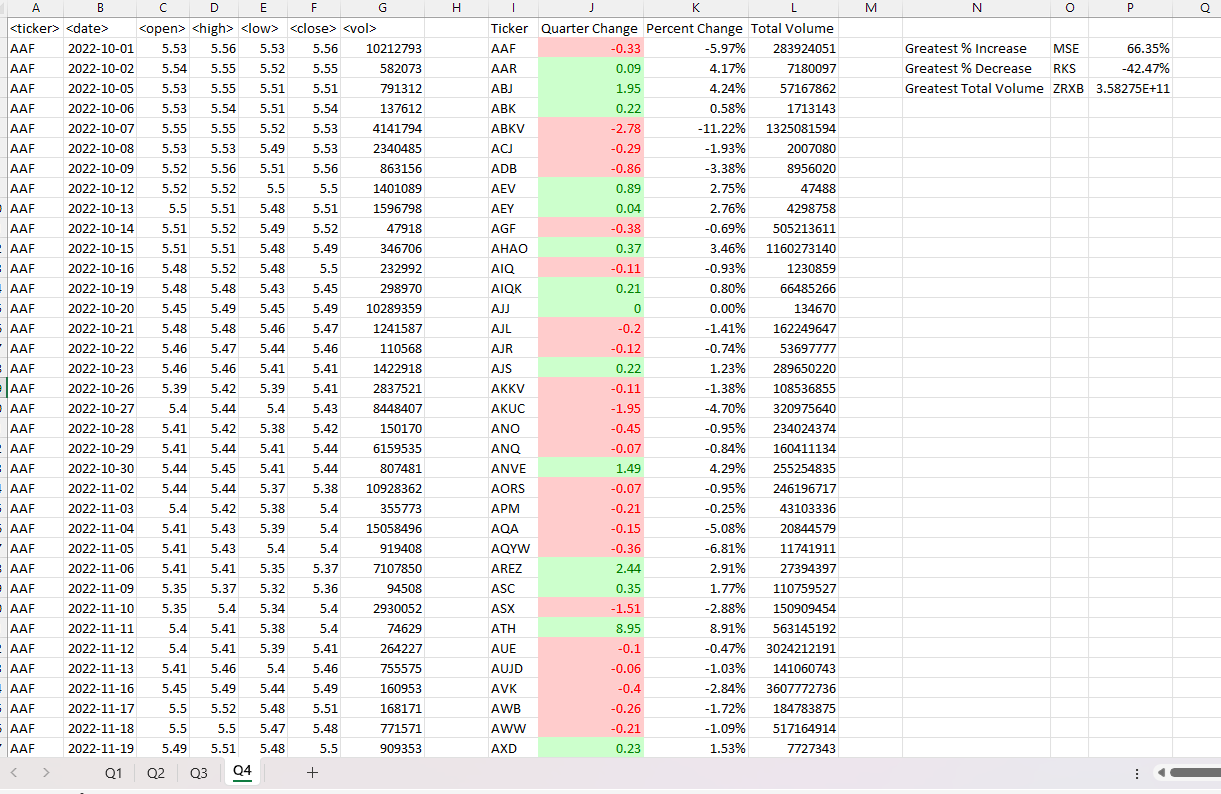 A B C D E F G H I J K L M N O P Q
<ticker> <date> <open> <high> <low> <close> <vol> Ticker Quarter Change Percent Change Total Volume
AAF 2022-10-01 5.53 5.56 5.53 5.56 10212793 AAF -0.33 -5.97% 283924051 Greatest % Increase MSE 66.35%
AAF 2022-10-02 5.54 5.55 5.52 5.55 582073 AAR 0.09 4.17% 7180097 Greatest % Decrease RKS -42.47%
AAF 2022-10-05 5.53 5.55 5.51 5.51 791312 ABJ 1.95 4.24% 57167862 Greatest Total Volume ZRXB 3.58275E+11
AAF 2022-10-06 5.53 5.54 5.51 5.54 137612 ABK 0.22 0.58% 1713143
AAF 2022-10-07 5.55 5.55 5.52 5.53 4141794 ABKV -2.78 -11.22% 1325081594
AAF 2022-10-08 5.53 5.53 5.49 5.53 2340485 ACJ -0.29 -1.93% 2007080
AAF 2022-10-09 5.52 5.56 5.51 5.56 863156 ADB -0.86 -3.38% 8956020
AAF 2022-10-12 5.52 5.52 5.5 5.5 1401089 AEV 0.89 2.75% 47488
AAF 2022-10-13 5.5 5.51 5.48 5.51 1596798 AEY 0.04 2.76% 4298758
AAF 2022-10-14 5.51 5.52 5.49 5.52 47918 AGF -0.38 -0.69% 505213611
AAF 2022-10-15 5.51 5.51 5.48 5.49 346706 AHAO 0.37 3.46% 1160273140
AAF 2022-10-16 5.48 5.52 5.48 5.5 232992 AIQ -0.11 -0.93% 1230859
AAF 2022-10-19 5.48 5.48 5.43 5.45 298970 AIQK 0.21 0.80% 66485266
AAF 2022-10-20 5.45 5.49 5.45 5.49 10289359 AJJ 0 0.00% 134670
AAF 2022-10-21 5.48 5.48 5.46 5.47 1241587 AJL -0.2 -1.41% 162249647
AAF 2022-10-22 5.46 5.47 5.44 5.46 110568 AJR -0.12 -0.74% 53697777
AAF 2022-10-23 5.46 5.46 5.41 5.41 1422918 AJS 0.22 1.23% 289650220
AAF 2022-10-26 5.39 5.42 5.39 5.41 2837521 AKKV -0.11 -1.38% 108536855
AAF 2022-10-27 5.4 5.44 5.4 5.43 8448407 AKUC -1.95 -4.70% 320975640
AAF 2022-10-28 5.41 5.42 5.38 5.42 150170 ANO -0.45 -0.95% 234024374
AAF 2022-10-29 5.41 5.44 5.41 5.44 6159535 ANQ -0.07 -0.84% 160411134
AAF 2022-10-30 5.44 5.45 5.41 5.44 807481 ANVE 1.49 4.29% 255254835
AAF 2022-11-02 5.44 5.44 5.37 5.38 10928362 AORS -0.07 -0.95% 246196717
AAF 2022-11-03 5.4 5.42 5.38 5.4 355773 APM -0.21 -0.25% 43103336
AAF 2022-11-04 5.41 5.43 5.39 5.4 15058496 AQA -0.15 -5.08% 20844579
AAF 2022-11-05 5.41 5.43 5.4 5.4 919408 AQYW -0.36 -6.81% 11741911
AAF 2022-11-06 5.41 5.41 5.35 5.37 7107850 AREZ 2.44 2.91% 27394397
AAF 2022-11-09 5.35 5.37 5.32 5.36 94508 ASC 0.35 1.77% 110759527
AAF 2022-11-10 5.35 5.4 5.34 5.4 2930052 ASX -1.51 -2.88% 150909454
AAF 2022-11-11 5.4 5.41 5.38 5.4 74629 ATH 8.95 8.91% 563145192
AAF 2022-11-12 5.4 5.41 5.39 5.41 264227 AUE -0.1 -0.47% 3024212191
AAF 2022-11-13 5.41 5.46 5.4 5.46 755575 AUJD -0.06 -1.03% 141060743
AAF 2022-11-16 5.45 5.49 5.44 5.49 160953 AVK -0.4 -2.84% 3607772736
AAF 2022-11-17 5.5 5.52 5.48 5.51 168171 AWB -0.26 -1.72% 184783875
AAF 2022-11-18 5.5 5.5 5.47 5.48 771571 AWW -0.21 -1.09% 517164914
AAF 2022-11-19 5.49 5.51 5.48 5.5 909353 AXD 0.23 1.53% 7727343
Q1 Q2 Q3 Q4